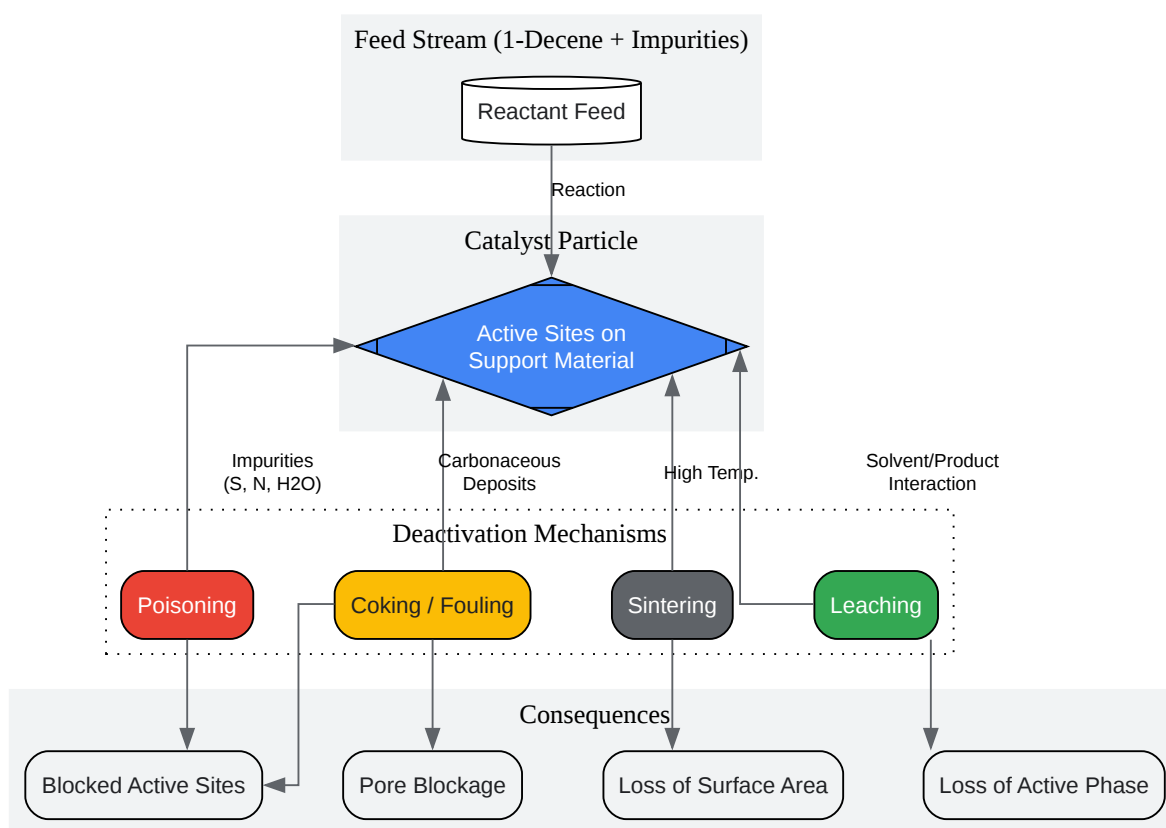 Feed Stream (1-Decene + Impurities)
Reactant Feed
Reaction
Catalyst Particle
Active Sites on
Support Material
Impurities
(S, N, H2O)
Carbonaceous
Deposits
High Temp.
Solvent/Product
Interaction
Deactivation Mechanisms
Poisoning
Coking / Fouling
Sintering
Leaching
Consequences
Blocked Active Sites
Pore Blockage
Loss of Surface Area
Loss of Active Phase